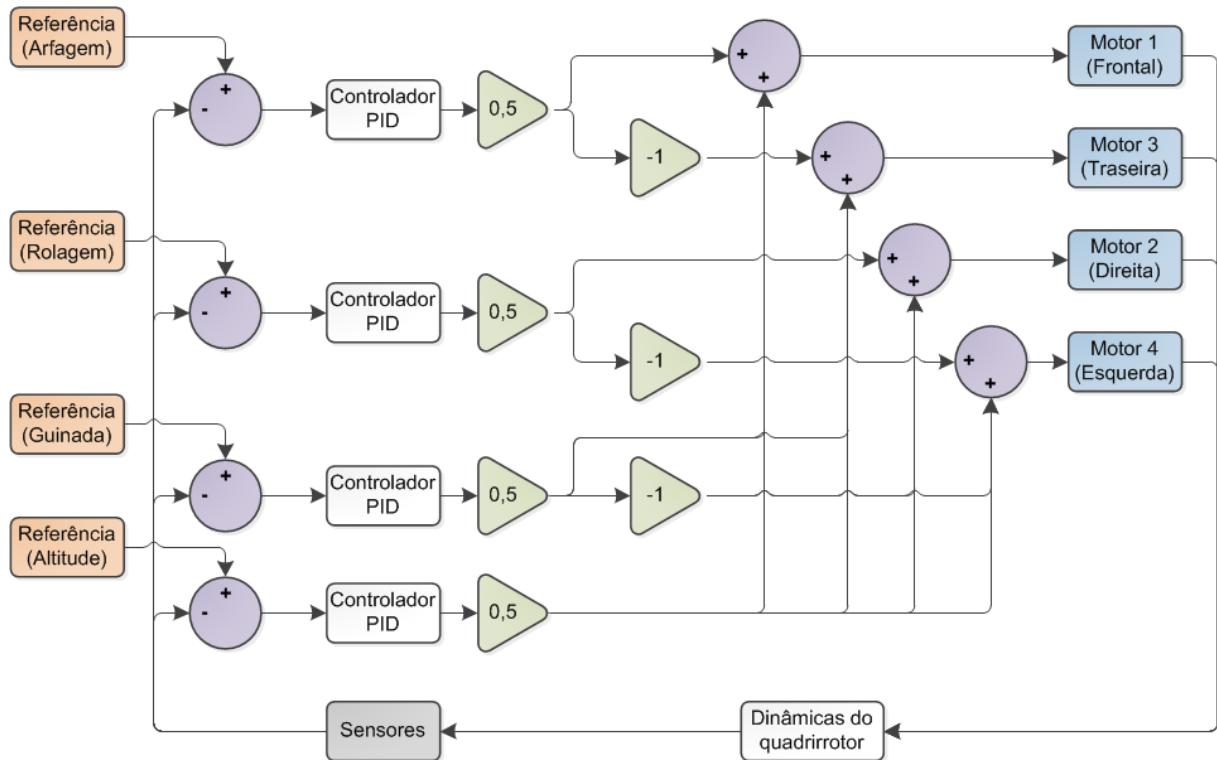 Referência
(Arfagem)
+
-
Controlador
PID
0,5
-1
+
+
Motor 1
(Frontal)
+
+
Motor 3
(Traseira)
Referência
(Rolagem)
+
-
Controlador
PID
0,5
-1
+
+
Motor 2
(Direita)
+
+
Motor 4
(Esquerda)
Referência
(Guinada)
+
-
Controlador
PID
0,5
-1
Referência
(Altitude)
+
-
Controlador
PID
0,5
Sensores
Dinâmicas do
quadrirrotor